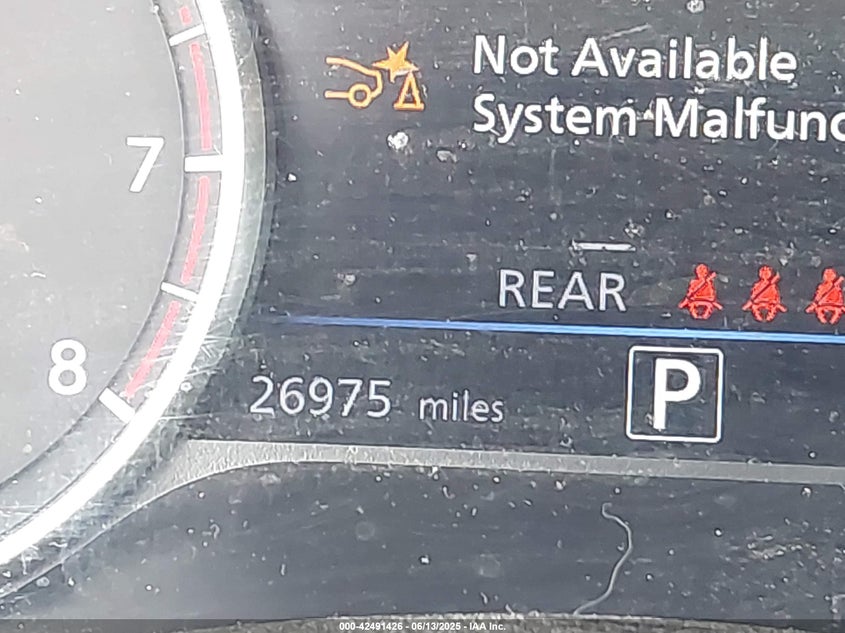 Not Available
System Malfunc
7
REAR
8
26975 miles
P
000-42491426 - 06/13/2025 - IAA Inc.